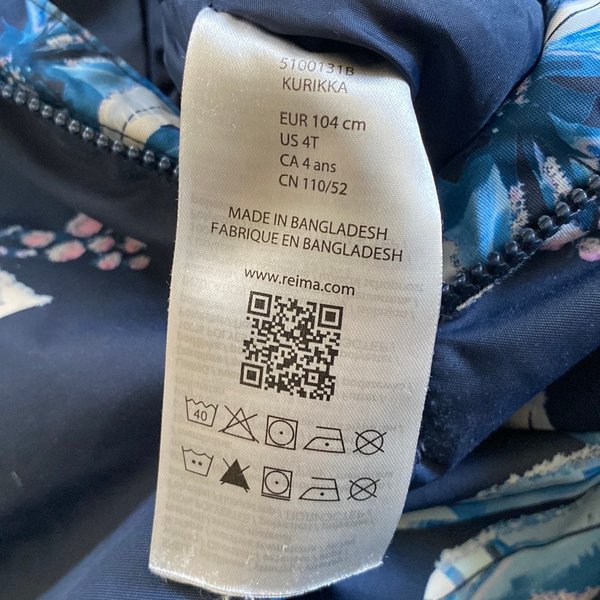 5100131B
KURIKKA
EUR 104 cm
US 4T
CA 4 ans
CN 110/52
MADE IN BANGLADESH
FABRIQUE EN BANGLADESH
www.reima.com
40